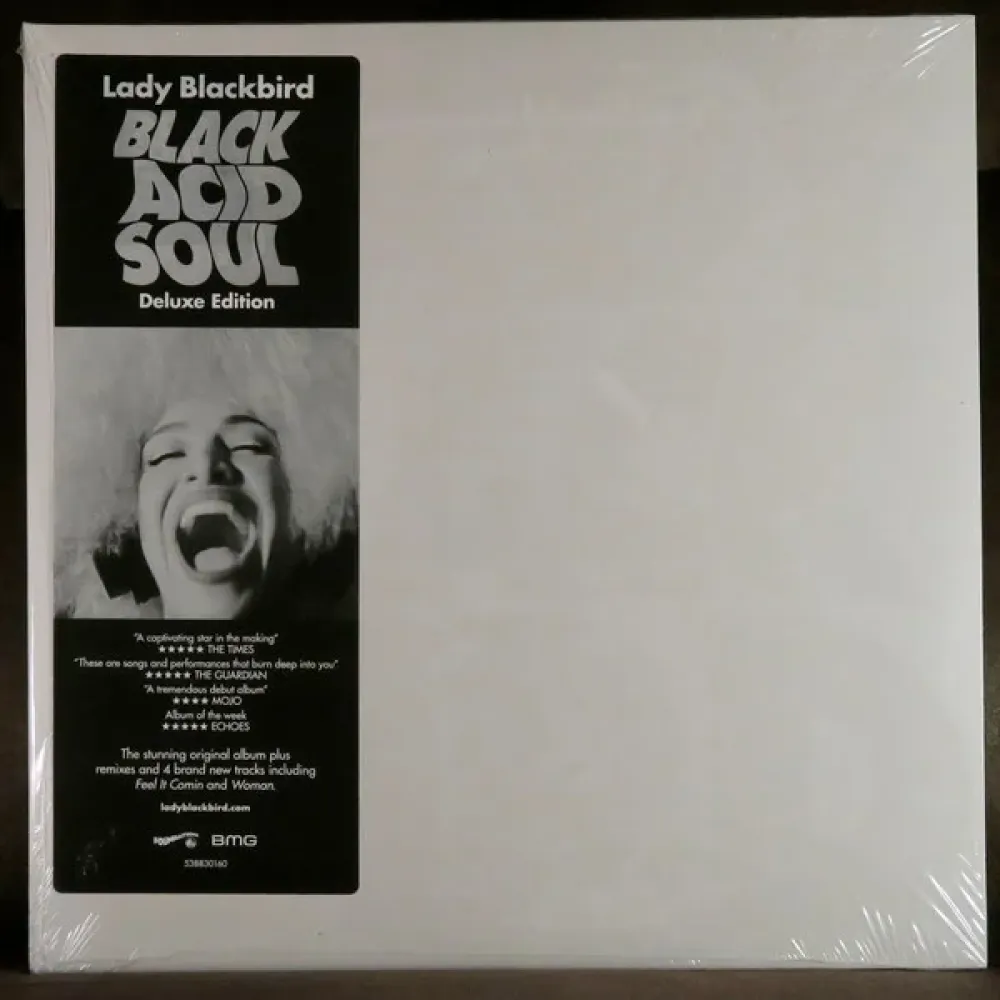 Lady Blackbird
BLACK
ACID
SOUL
Deluxe Edition
"A captivating star in the making"
★★★★★ THE TIMES
"These are songs and performances that burn deep into you"
★★★★★ THE GUARDIAN
"A tremendous debut album"
★★★★ MOJO
Album of the week
★★★★★ ECHOES
The stunning original album plus
remixes and 4 brand new tracks including
Feel It Comin and Woman.
ladyblackbird.com
FOUNDATION BMG
538830160